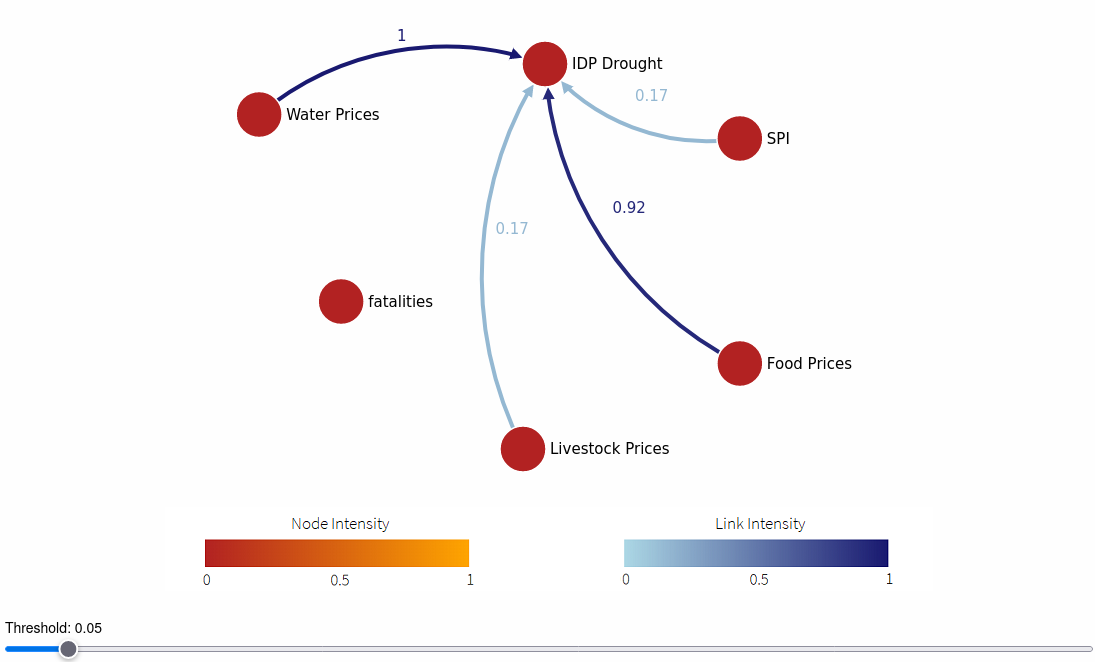 1
IDP Drought
0.17
Water Prices
SPI
0.92
0.17
fatalities
Food Prices
Livestock Prices
Node Intensity
0 0.5 1
Link Intensity
0 0.5 1
Threshold: 0.05